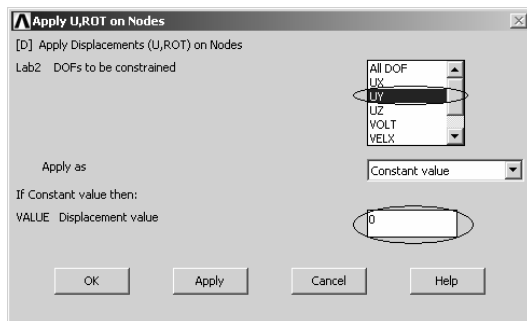 Apply U,ROT on Nodes
[D] Apply Displacements (U,ROT) on Nodes
Lab2 DOFs to be constrained
All DOF
UX
UY
UZ
VOLT
VELX
Apply as Constant value
If Constant value then:
VALUE Displacement value 0
OK Apply Cancel Help